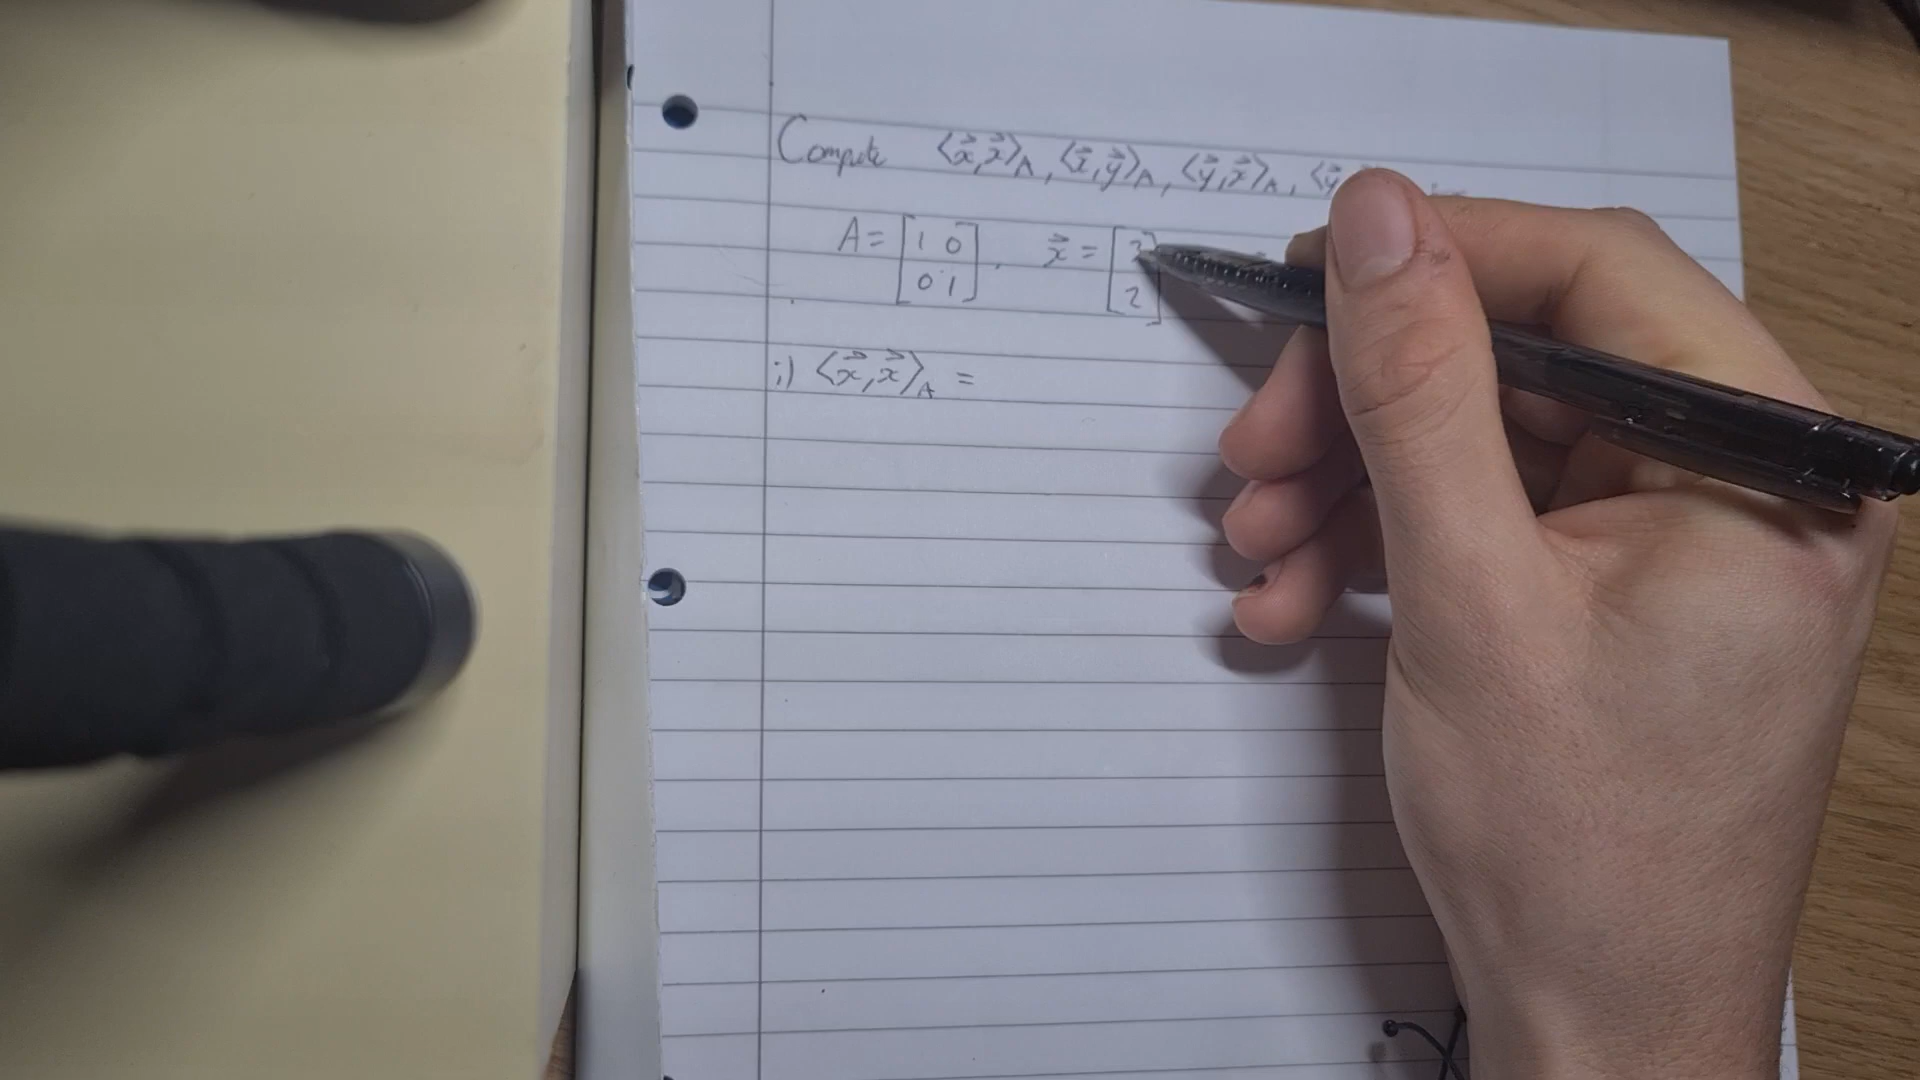 Compute ⟨x⃗,x⃗⟩_A, ⟨x⃗,y⃗⟩_A, ⟨y⃗,x⃗⟩_A, ⟨y⃗
A = [1 0; 0 1], x⃗ = [; 2]
i) ⟨x⃗,x⃗⟩_A =